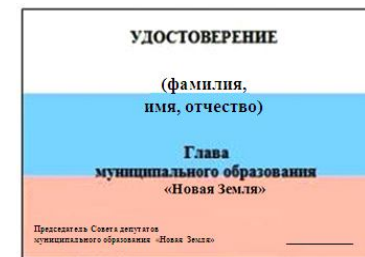 УДОСТОВЕРЕНИЕ
(фамилия,
имя, отчество)
Глава
муниципального образования
«Новая Земля»
Председатель Совета депутатов
муниципального образования «Новая Земля»